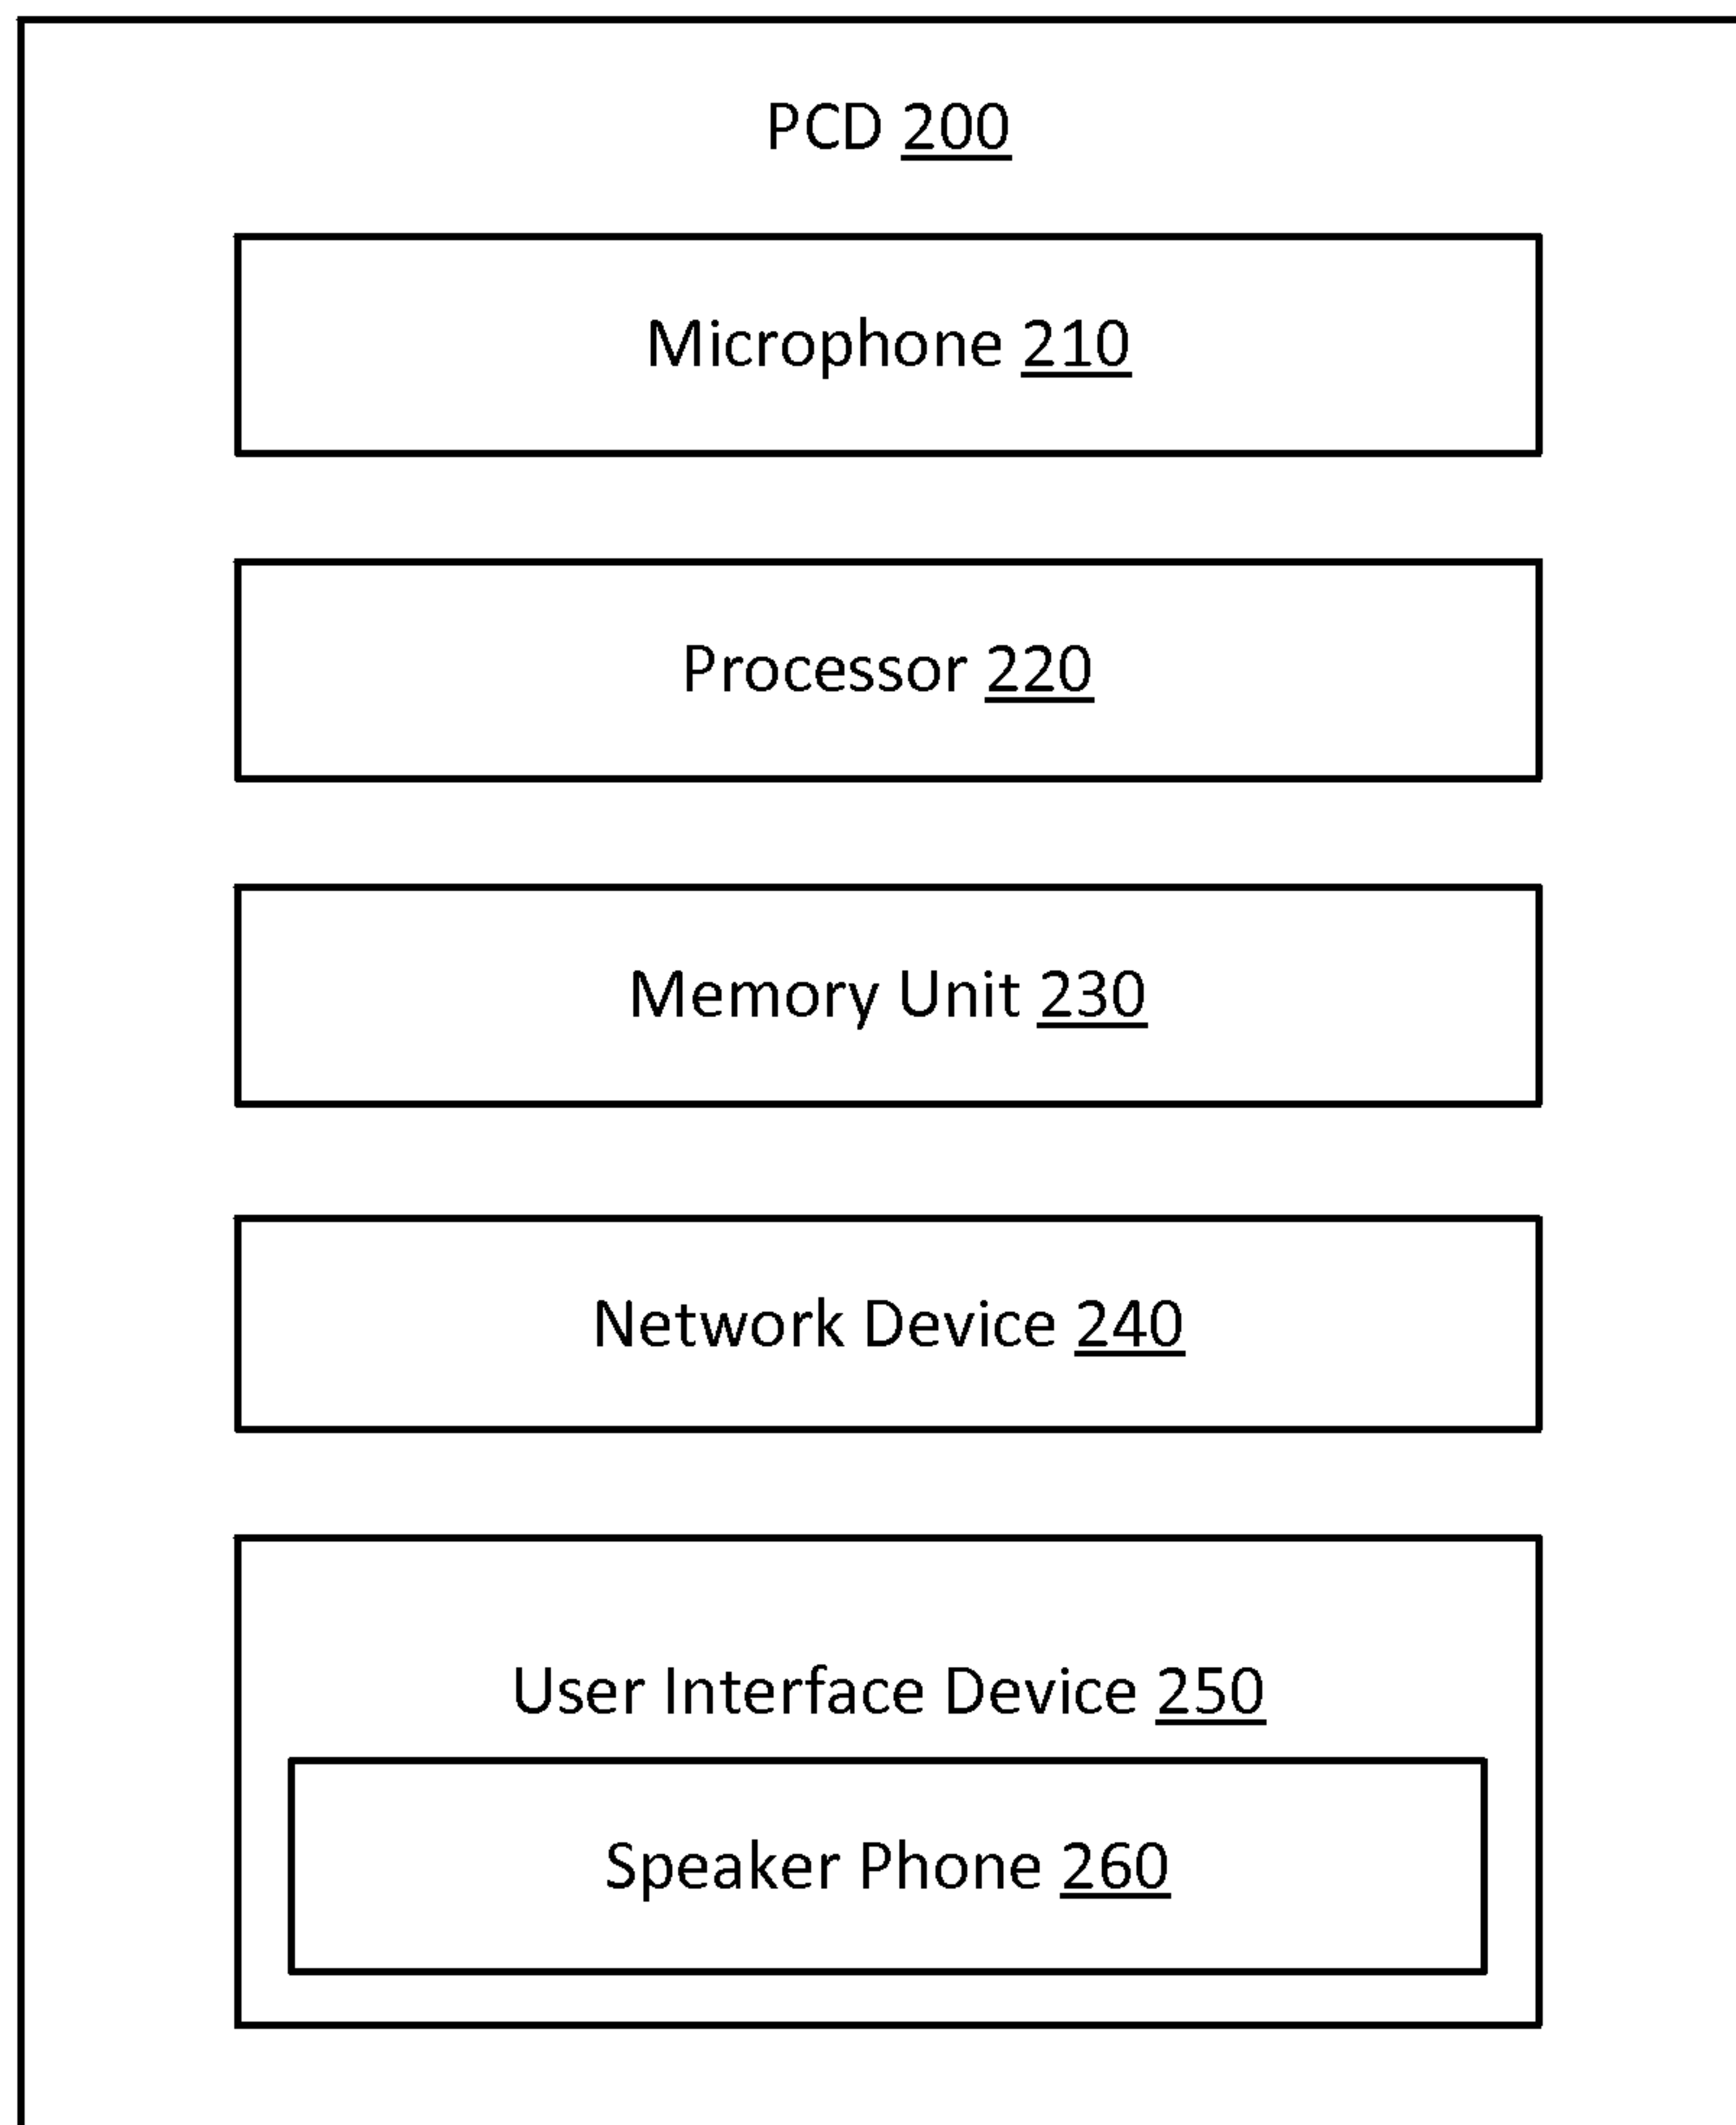 PCD 200
Microphone 210
Processor 220
Memory Unit 230
Network Device 240
User Interface Device 250
Speaker Phone 260